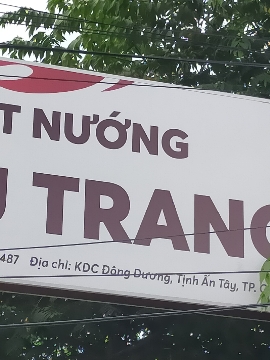 T NƯỚNG
TRANG
487 Địa chỉ: KDC Đông Dương, Tịnh Ấn Tây, TP.